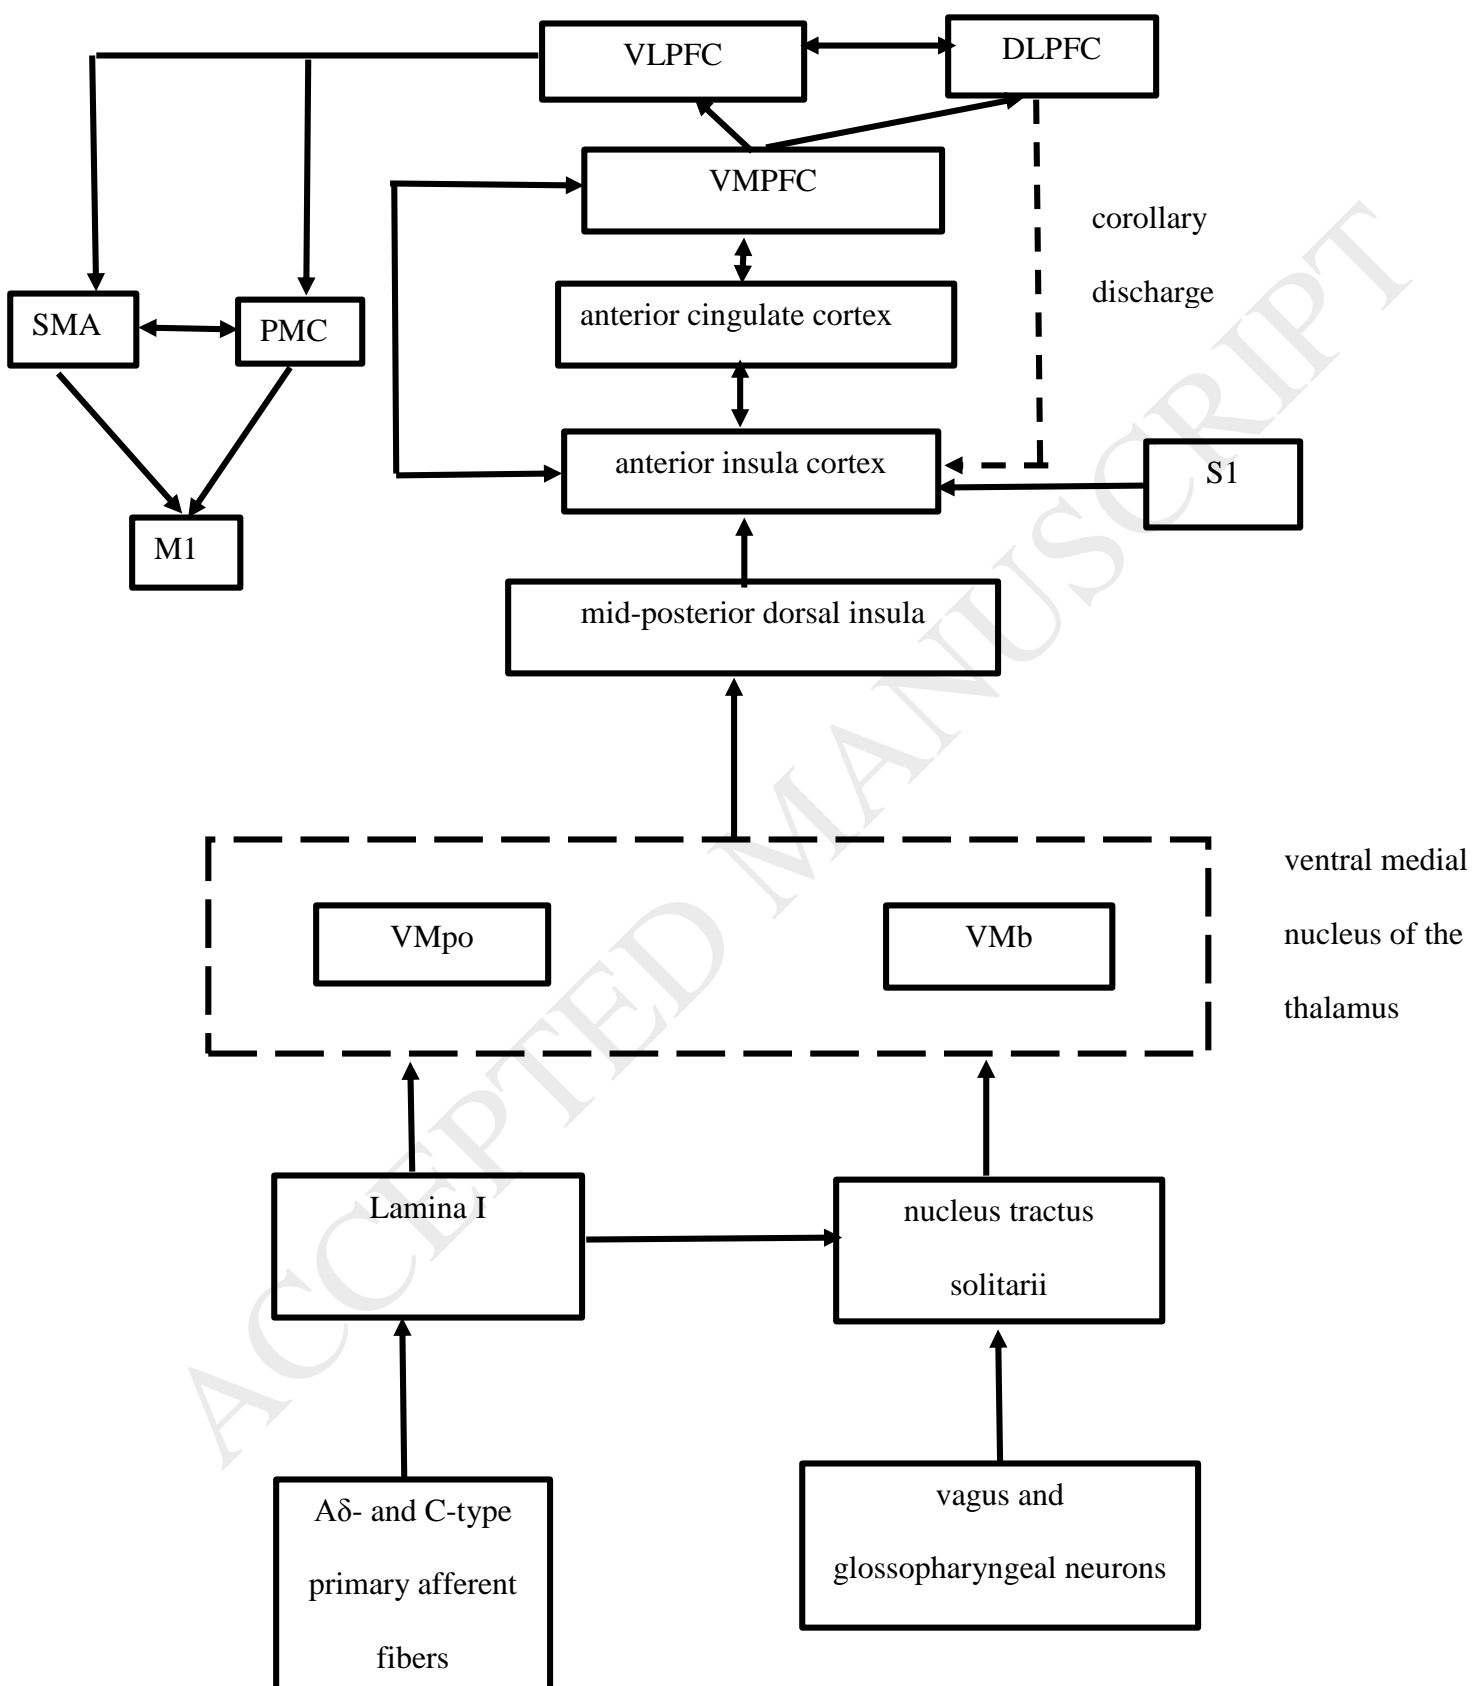 VLPFC
DLPFC
VMPFC
corollary
discharge
SMA
PMC
anterior cingulate cortex
anterior insula cortex
S1
M1
mid-posterior dorsal insula
ventral medial
nucleus of the
thalamus
VMpo
VMb
Lamina I
nucleus tractus
solitarii
Aδ- and C-type
primary afferent
fibers
vagus and
glossopharyngeal neurons
ACCEPTED MANUSCRIPT